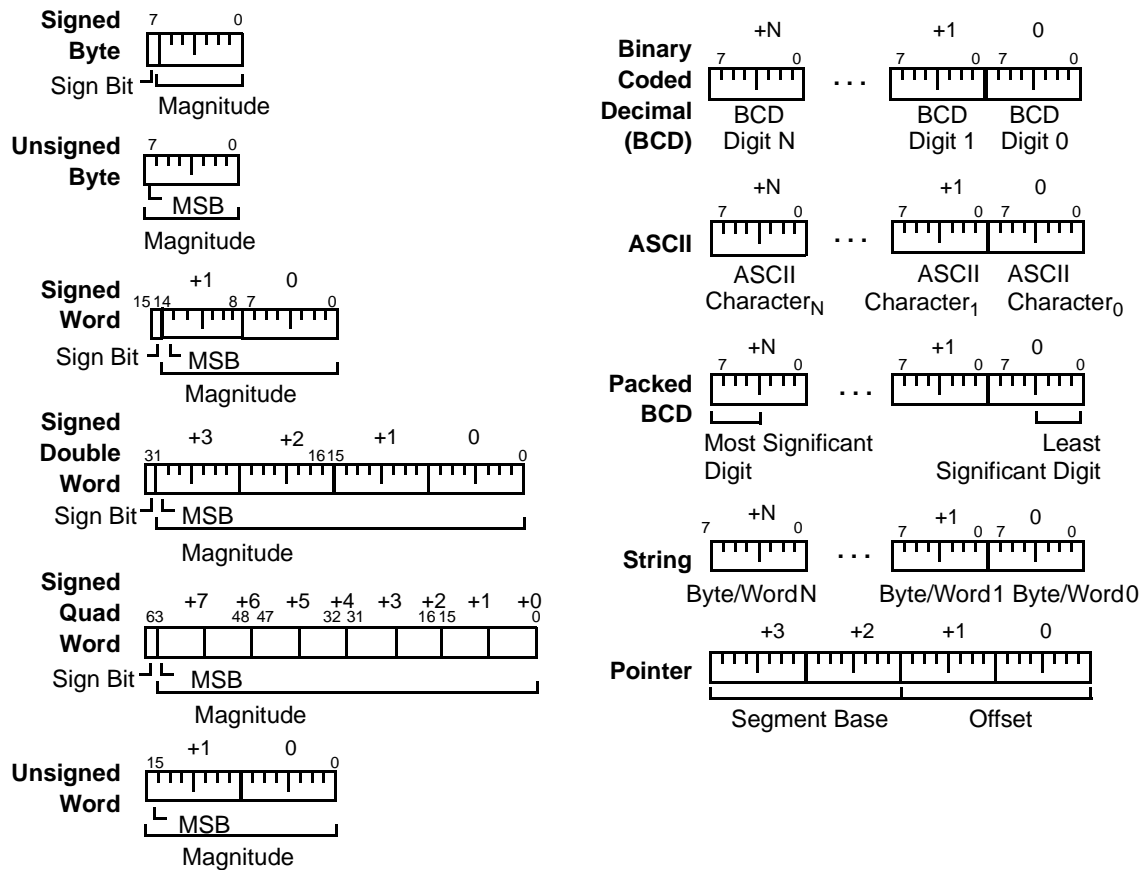 Signed
Byte
7 0
Sign Bit
Magnitude
Unsigned
Byte
7 0
MSB
Magnitude
Signed
Word
+1 0
15 14 8 7 0
Sign Bit
MSB
Magnitude
Signed
Double
Word
+3 +2 +1 0
31 16 15 0
Sign Bit
MSB
Magnitude
Signed
Quad
Word
+7 +6 +5 +4 +3 +2 +1 +0
63 48 47 32 31 16 15 0
Sign Bit
MSB
Magnitude
Unsigned
Word
+1 0
15 0
MSB
Magnitude
Binary
Coded
Decimal
(BCD)
+N +1 0
7 0 . . . 7 0 7 0
BCD
Digit N
BCD
Digit 1
BCD
Digit 0
ASCII
+N +1 0
7 0 . . . 7 0 7 0
ASCII
CharacterN
ASCII
Character1
ASCII
Character0
Packed
BCD
+N +1 0
7 0 . . . 7 0 7 0
Most Significant
Digit
Least
Significant Digit
String
+N +1 0
7 0 . . . 7 0 7 0
Byte/WordN Byte/Word1 Byte/Word0
Pointer
+3 +2 +1 0
Segment Base Offset